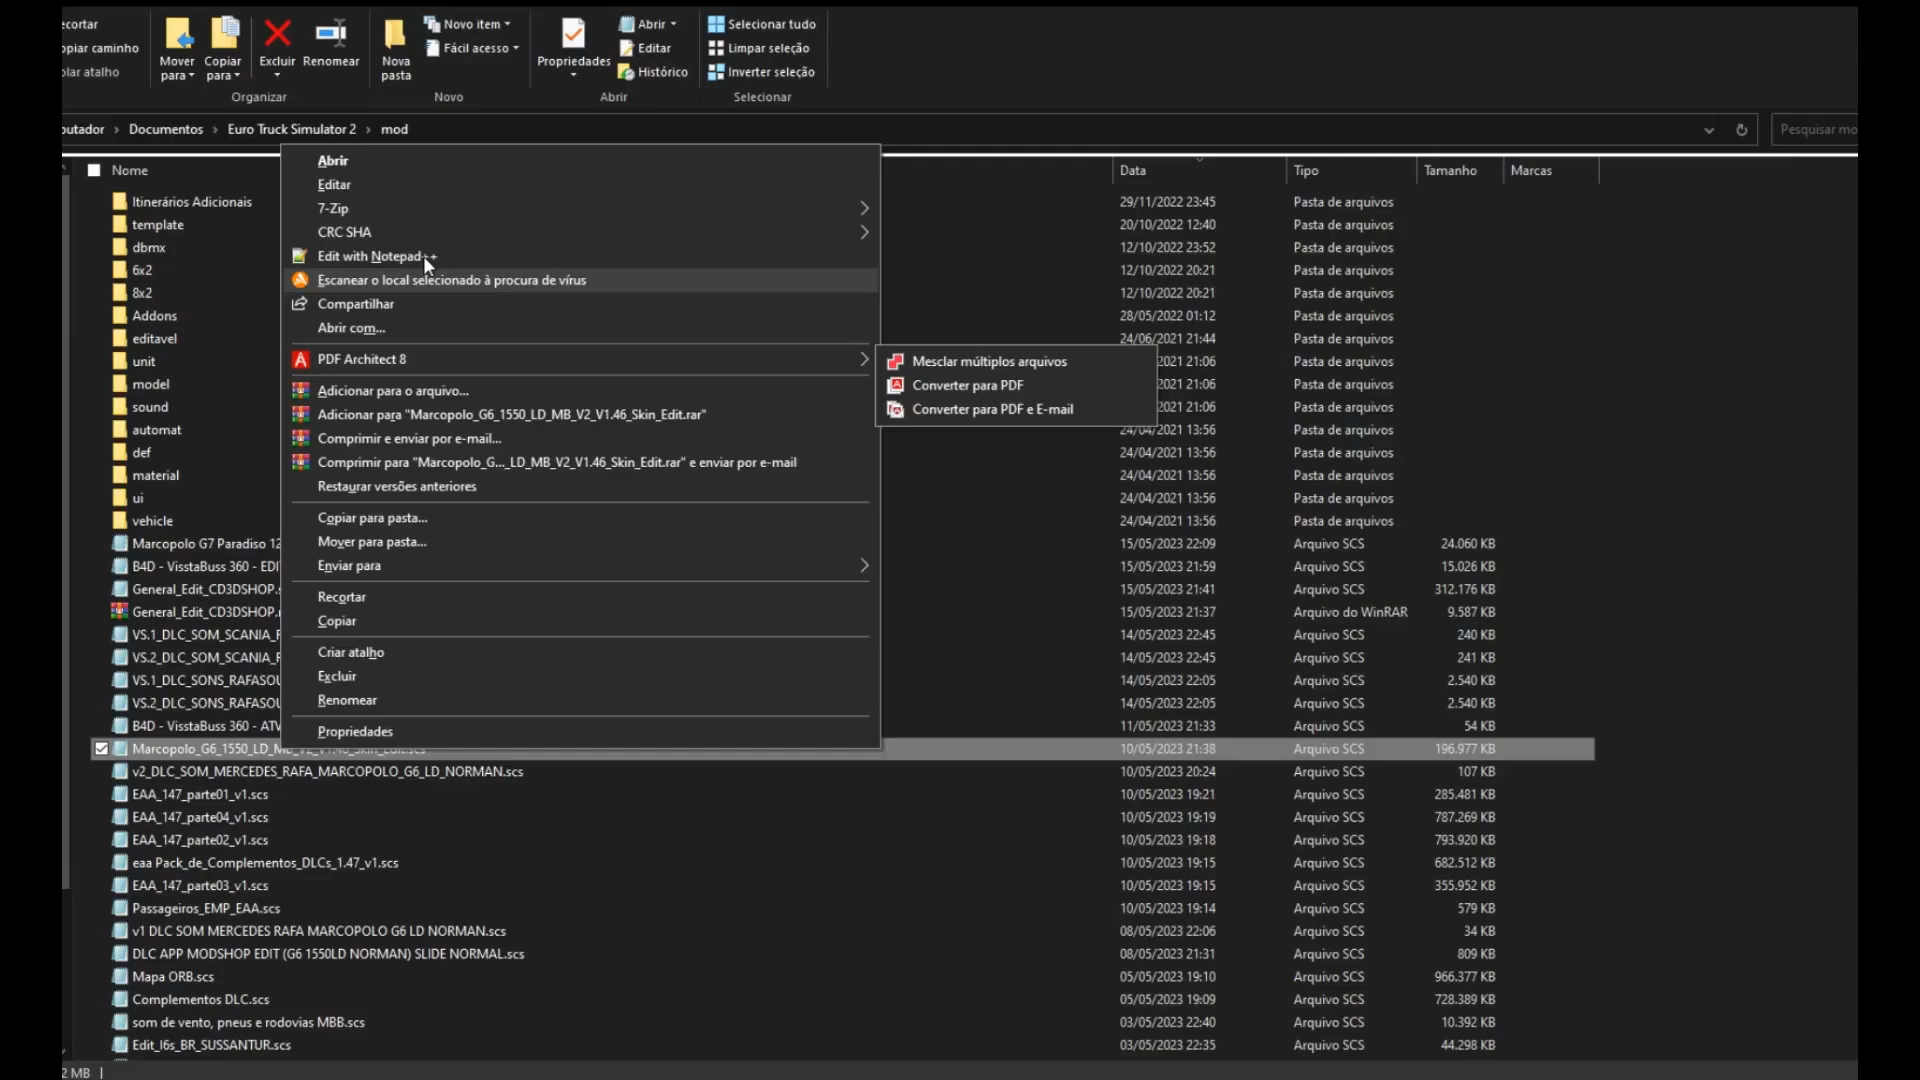 Mover para
Copiar para
Excluir
Renomear
Organizar
Nova pasta
Novo item
Fácil acesso
Novo
Propriedades
Abrir
Editar
Histórico
Abrir
Selecionar tudo
Limpar seleção
Inverter seleção
Selecionar
Documentos > Euro Truck Simulator 2 > mod
Nome
Data
Tipo
Tamanho
Marcas
Itinerários Adicionais 29/11/2022 23:45 Pasta de arquivos
template 20/10/2022 12:40 Pasta de arquivos
dbmx 12/10/2022 23:52 Pasta de arquivos
6x2 12/10/2022 20:21 Pasta de arquivos
8x2 12/10/2022 20:21 Pasta de arquivos
Addons 28/05/2022 01:12 Pasta de arquivos
editavel 24/06/2021 21:44 Pasta de arquivos
unit 2021 21:06 Pasta de arquivos
model 2021 21:06 Pasta de arquivos
sound 2021 21:06 Pasta de arquivos
automat 24/04/2021 13:56 Pasta de arquivos
def 24/04/2021 13:56 Pasta de arquivos
material 24/04/2021 13:56 Pasta de arquivos
ui 24/04/2021 13:56 Pasta de arquivos
vehicle 24/04/2021 13:56 Pasta de arquivos
Marcopolo G7 Paradiso 12 15/05/2023 22:09 Arquivo SCS 24.060 KB
B4D - VisstaBuss 360 - EDI 15/05/2023 21:59 Arquivo SCS 15.026 KB
General_Edit_CD3DSHOP.s 15/05/2023 21:41 Arquivo SCS 312.176 KB
General_Edit_CD3DSHOP.r 15/05/2023 21:37 Arquivo do WinRAR 9.587 KB
VS.1_DLC_SOM_SCANIA_F 14/05/2023 22:45 Arquivo SCS 240 KB
VS.2_DLC_SOM_SCANIA_F 14/05/2023 22:45 Arquivo SCS 241 KB
VS.1_DLC_SONS_RAFASOU 14/05/2023 22:05 Arquivo SCS 2.540 KB
VS.2_DLC_SONS_RAFASOU 14/05/2023 22:05 Arquivo SCS 2.540 KB
B4D - VisstaBuss 360 - ATV 11/05/2023 21:33 Arquivo SCS 54 KB
Marcopolo_G6_1550_LD_MB_V2_V1.46_Skin_Edit.scs 10/05/2023 21:38 Arquivo SCS 196.977 KB
v2_DLC_SOM_MERCEDES_RAFA_MARCOPOLO_G6_LD_NORMAN.scs 10/05/2023 20:24 Arquivo SCS 107 KB
EAA_147_parte01_v1.scs 10/05/2023 19:21 Arquivo SCS 285.481 KB
EAA_147_parte04_v1.scs 10/05/2023 19:19 Arquivo SCS 787.269 KB
EAA_147_parte02_v1.scs 10/05/2023 19:18 Arquivo SCS 793.920 KB
eaa Pack_de_Complementos_DLCs_1.47_v1.scs 10/05/2023 19:15 Arquivo SCS 682.512 KB
EAA_147_parte03_v1.scs 10/05/2023 19:15 Arquivo SCS 355.952 KB
Passageiros_EMP_EAA.scs 10/05/2023 19:14 Arquivo SCS 579 KB
v1 DLC SOM MERCEDES RAFA MARCOPOLO G6 LD NORMAN.scs 08/05/2023 22:06 Arquivo SCS 34 KB
DLC APP MODSHOP EDIT (G6 1550LD NORMAN) SLIDE NORMAL.scs 08/05/2023 21:31 Arquivo SCS 809 KB
Mapa ORB.scs 05/05/2023 19:10 Arquivo SCS 966.377 KB
Complementos DLC.scs 05/05/2023 19:09 Arquivo SCS 728.389 KB
som de vento, pneus e rodovias MBB.scs 03/05/2023 22:40 Arquivo SCS 10.392 KB
Edit_I6s_BR_SUSSANTUR.scs 03/05/2023 22:35 Arquivo SCS 44.298 KB
Abrir
Editar
7-Zip
CRC SHA
Edit with Notepad++
Escanear o local selecionado à procura de vírus
Compartilhar
Abrir com...
PDF Architect 8
Adicionar para o arquivo...
Adicionar para "Marcopolo_G6_1550_LD_MB_V2_V1.46_Skin_Edit.rar"
Comprimir e enviar por e-mail...
Comprimir para "Marcopolo_G..._LD_MB_V2_V1.46_Skin_Edit.rar" e enviar por e-mail
Restaurar versões anteriores
Copiar para pasta...
Mover para pasta...
Enviar para
Recortar
Copiar
Criar atalho
Excluir
Renomear
Propriedades
Mesclar múltiplos arquivos
Converter para PDF
Converter para PDF e E-mail
2 MB